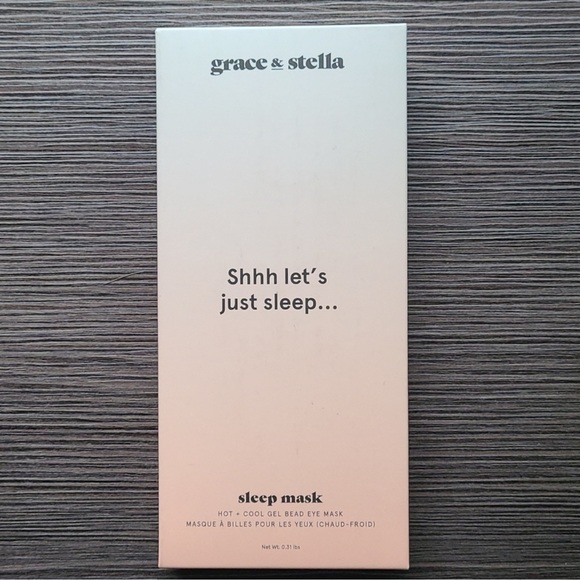 grace & stella
Shhh let's
just sleep...
sleep mask
HOT + COOL GEL BEAD EYE MASK
MASQUE À BILLES POUR LES YEUX (CHAUD-FROID)
Net Wt. 0.31 lbs